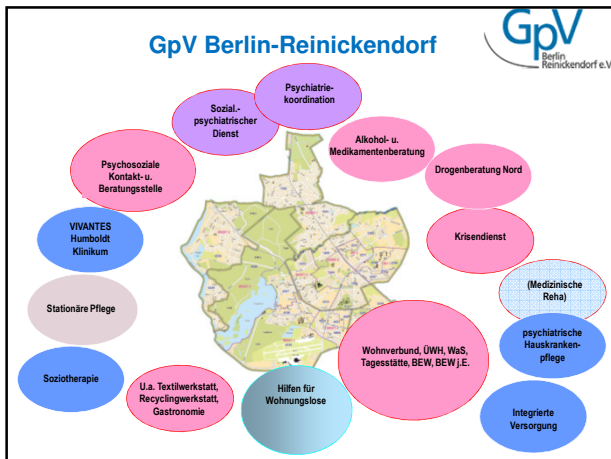 GpV Berlin-Reinickendorf
GpV
Berlin
Reinickendorf e.V.
Psychiatrie-
koordination
Sozial.-
psychiatrischer
Dienst
Alkohol- u.
Medikamentenberatung
Psychosoziale
Kontakt- u.
Beratungsstelle
Drogenberatung Nord
VIVANTES
Humboldt
Klinikum
Krisendienst
(Medizinische
Reha)
Stationäre Pflege
psychiatrische
Hauskranken-
pflege
Wohnverbund, ÜWH, WaS,
Tagesstätte, BEW, BEW j.E.
Soziotherapie
U.a. Textilwerkstatt,
Recyclingwerkstatt,
Gastronomie
Hilfen für
Wohnungslose
Integrierte
Versorgung